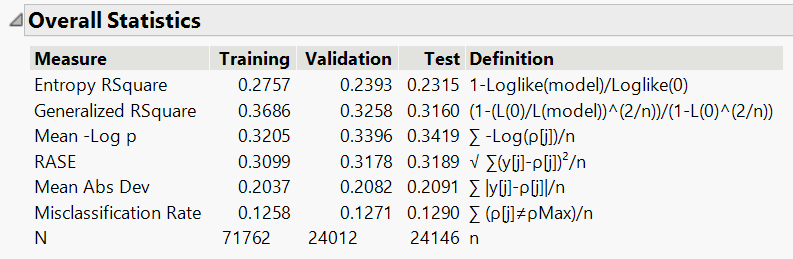 Overall Statistics
Measure Training Validation Test Definition
Entropy RSquare 0.2757 0.2393 0.2315 1-Loglike(model)/Loglike(0)
Generalized RSquare 0.3686 0.3258 0.3160 (1-(L(0)/L(model))^(2/n))/(1-L(0)^(2/n))
Mean -Log p 0.3205 0.3396 0.3419 ∑ -Log(ρ[j])/n
RASE 0.3099 0.3178 0.3189 √ ∑(y[j]-ρ[j])²/n
Mean Abs Dev 0.2037 0.2082 0.2091 ∑ |y[j]-ρ[j]|/n
Misclassification Rate 0.1258 0.1271 0.1290 ∑ (ρ[j]≠ρMax)/n
N 71762 24012 24146 n